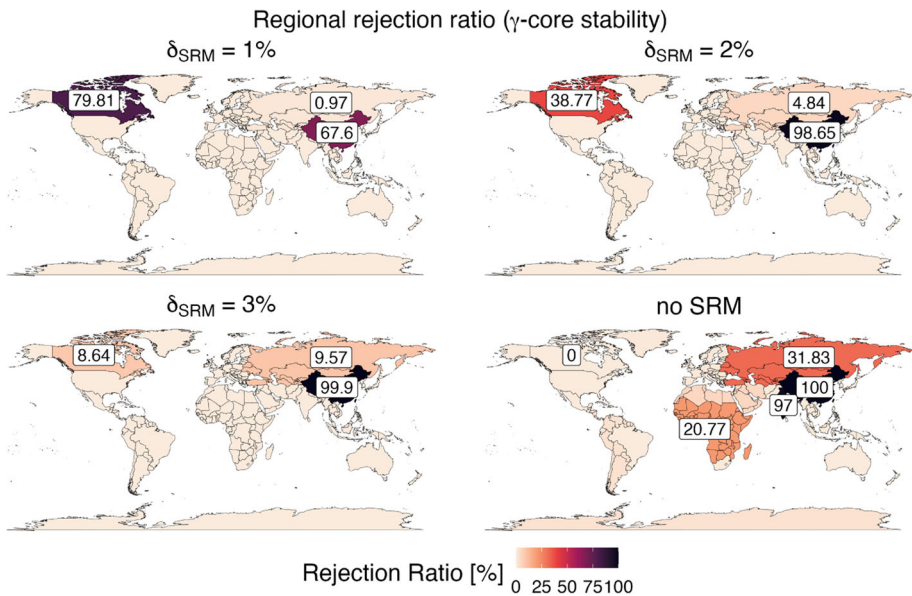 Regional rejection ratio (γ-core stability)
δSRM = 1%
δSRM = 2%
79.81
0.97
67.6
38.77
4.84
98.65
δSRM = 3%
no SRM
8.64
9.57
99.9
0
31.83
100
97
20.77
Rejection Ratio [%]
0 25 50 75 100